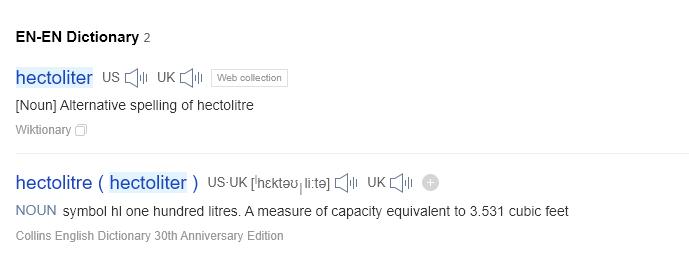 EN-EN Dictionary 2
hectoliter US UK Web collection
[Noun] Alternative spelling of hectolitre
Wiktionary
hectolitre ( hectoliter ) US·UK [ˈhɛktəʊˌliːtə] UK
NOUN symbol hl one hundred litres. A measure of capacity equivalent to 3.531 cubic feet
Collins English Dictionary 30th Anniversary Edition